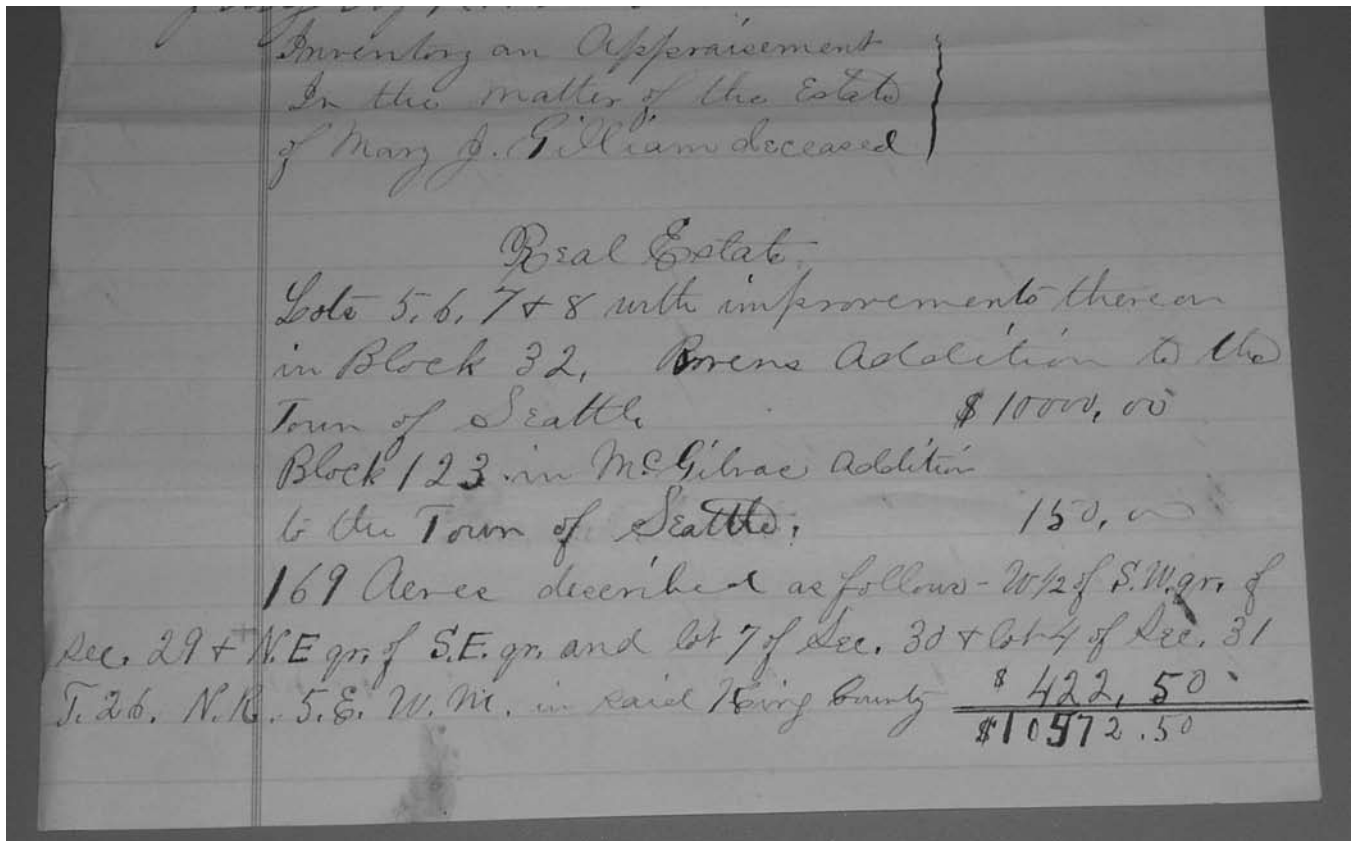 Inventory an Appraisement
In the matter of the Estate
of Mary J. Gilliam deceased
Real Estate.
Lots 5, 6, 7 & 8 with improvements thereon
in Block 32, Borens Addition to the
Town of Seattle $10000,00
Block 123 in McGilvae Addition
to the Town of Seattle, 150,00
169 Acres described as follows - W 1/2 of S.W. qr. of
Sec. 29 & N.E qr. of S.E. qr. and lot 7 of Sec. 30 & lot 4 of Sec. 31
T. 26. N.R. 5. E. W. M. in said King County $ 422,50
$10572.50